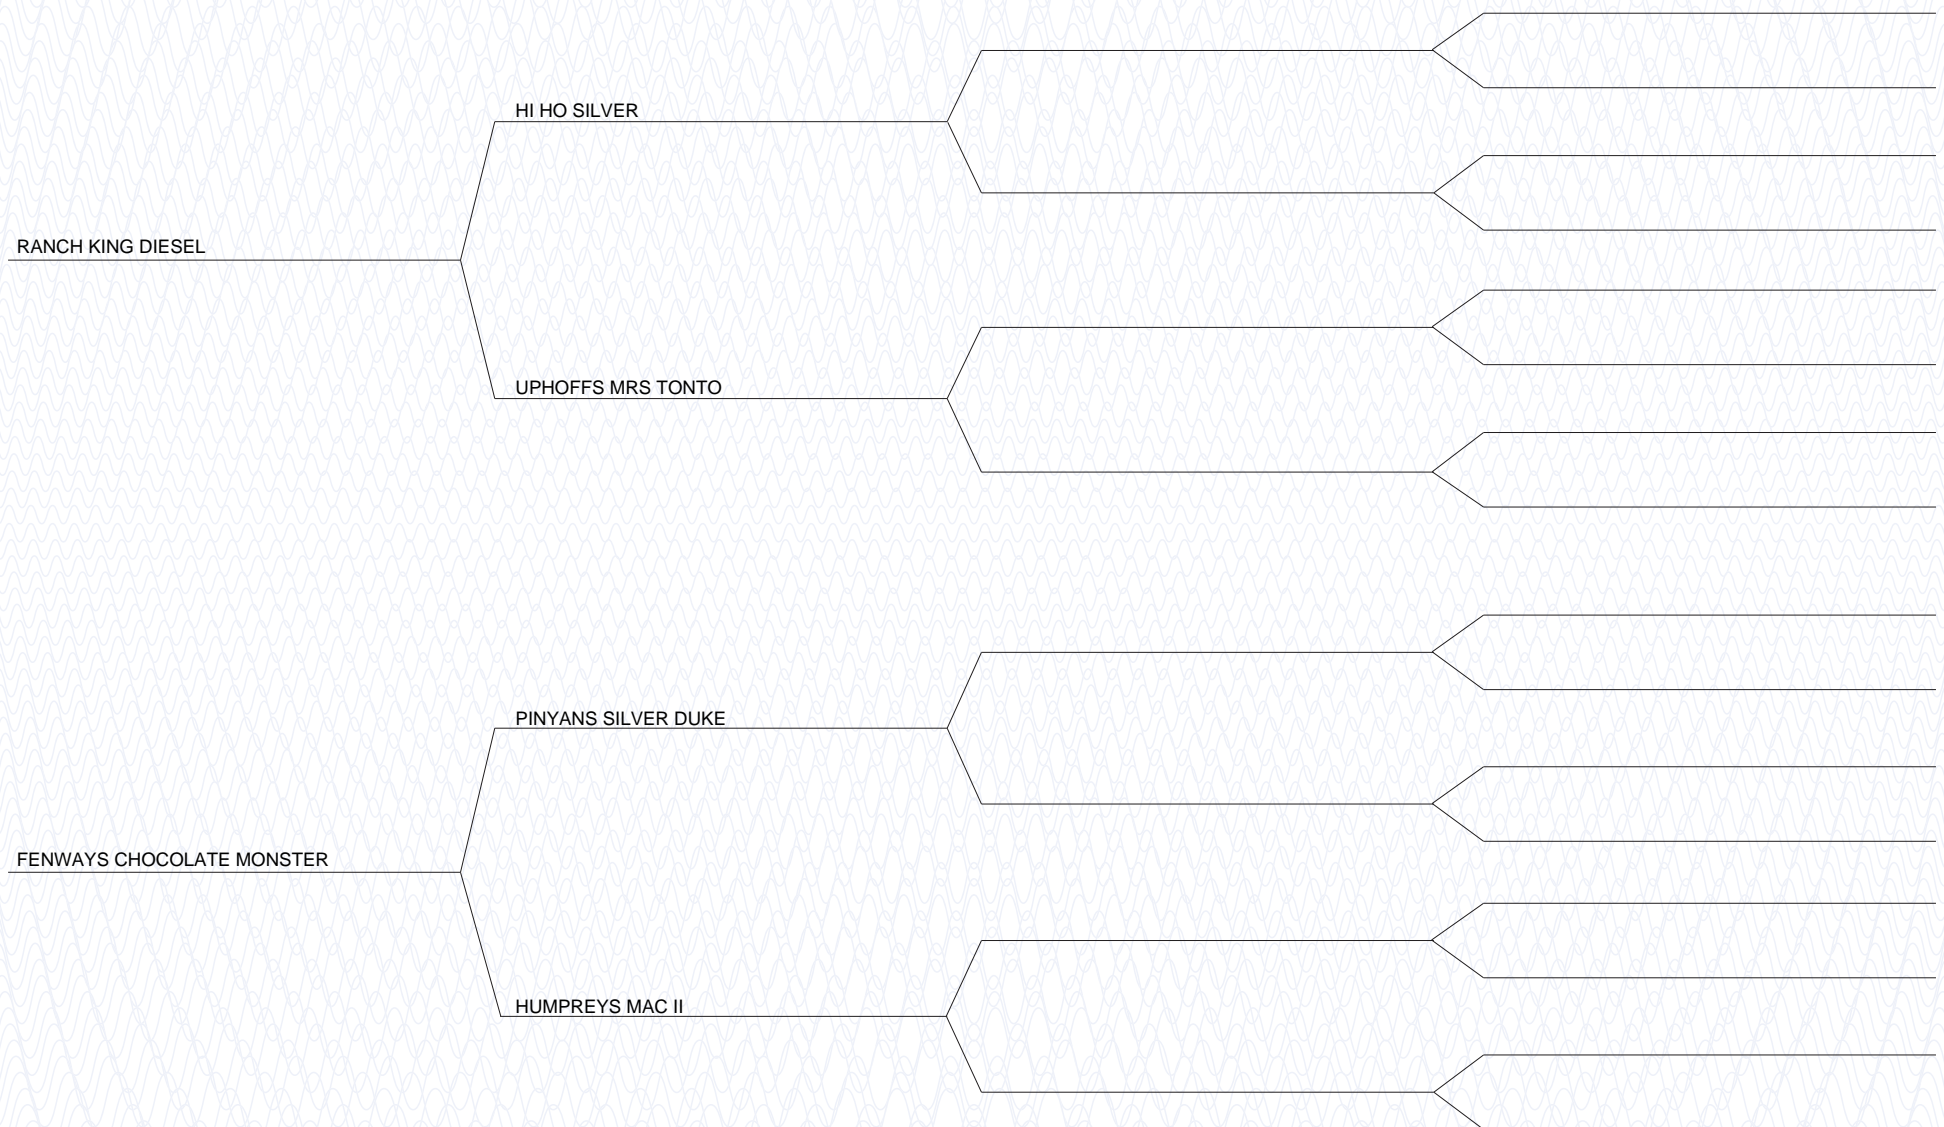 HI HO SILVER
RANCH KING DIESEL
UPHOFFS MRS TONTO
PINYANS SILVER DUKE
FENWAYS CHOCOLATE MONSTER
HUMPREYS MAC II